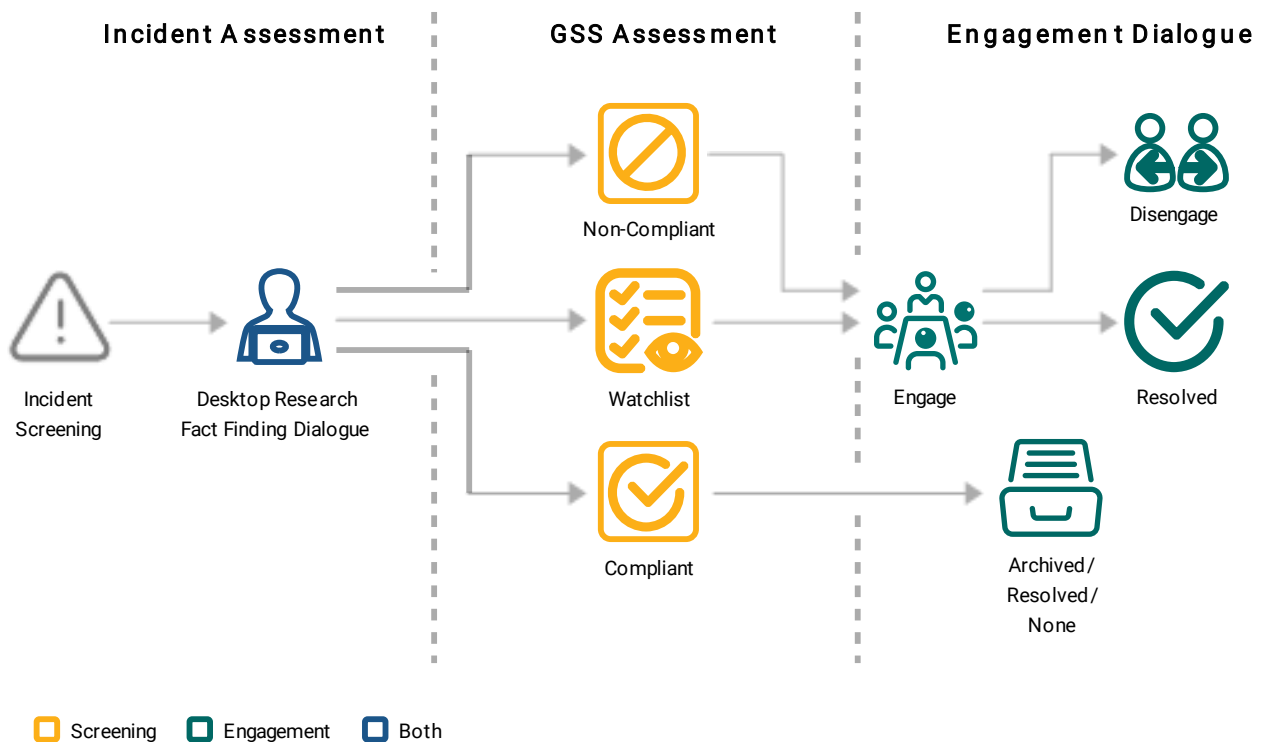 Incident Assessment
GSS Assessment
Engagement Dialogue
Non-Compliant
Disengage
Incident
Screening
Desktop Research
Fact Finding Dialogue
Watchlist
Engage
Resolved
Compliant
Archived/
Resolved/
None
Screening
Engagement
Both